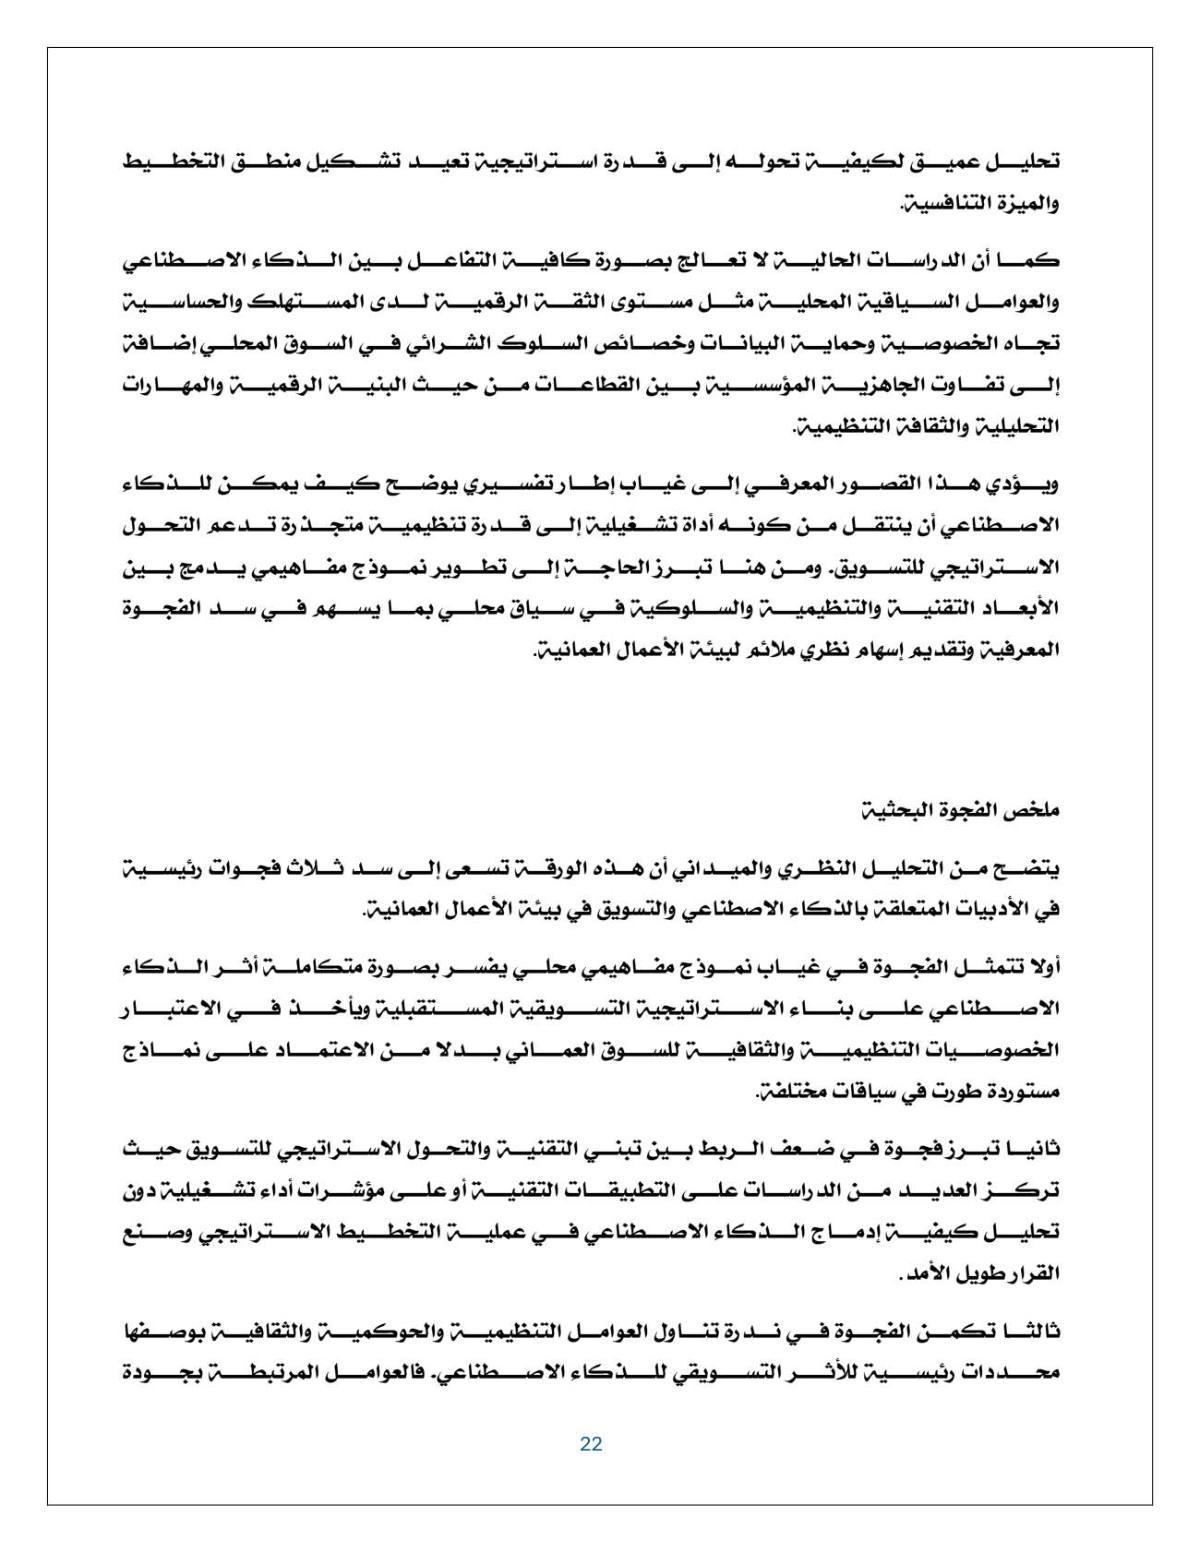 تحليل عميق لكيفية تحوله إلى قدرة استراتيجية تعيد تشكيل منطق التخطيط
والميزة التنافسية.
كما أن الدراسات الحالية لا تعالج بصورة كافية التفاعل بين الذكاء الاصطناعي
والعوامل السياقية المحلية مثل مستوى الثقة الرقمية لدى المستهلك والحساسية
تجاه الخصوصية وحماية البيانات وخصائص السلوك الشرائي في السوق المحلي إضافة
إلى تفاوت الجاهزية المؤسسية بين القطاعات من حيث البنية الرقمية والمهارات
التحليلية والثقافة التنظيمية.
ويؤدي هذا القصور المعرفي إلى غياب إطار تفسيري يوضح كيف يمكن للذكاء
الاصطناعي أن ينتقل من كونه أداة تشغيلية إلى قدرة تنظيمية متجذرة تدعم التحول
الاستراتيجي للتسويق. ومن هنا تبرز الحاجة إلى تطوير نموذج مفاهيمي يدمج بين
الأبعاد التقنية والتنظيمية والسلوكية في سياق محلي بما يسهم في سد الفجوة
المعرفية وتقديم إسهام نظري ملائم لبيئة الأعمال العمانية.
ملخص الفجوة البحثية
يتضح من التحليل النظري والميداني أن هذه الورقة تسعى إلى سد ثلاث فجوات رئيسية
في الأدبيات المتعلقة بالذكاء الاصطناعي والتسويق في بيئة الأعمال العمانية.
أولا تتمثل الفجوة في غياب نموذج مفاهيمي محلي يفسر بصورة متكاملة أثر الذكاء
الاصطناعي على بناء الاستراتيجية التسويقية المستقبلية ويأخذ في الاعتبار
الخصوصيات التنظيمية والثقافية للسوق العماني بدلا من الاعتماد على نماذج
مستوردة طورت في سياقات مختلفة.
ثانيا تبرز فجوة في ضعف الربط بين تبني التقنية والتحول الاستراتيجي للتسويق حيث
تركز العديد من الدراسات على التطبيقات التقنية أو على مؤشرات أداء تشغيلية دون
تحليل كيفية إدماج الذكاء الاصطناعي في عملية التخطيط الاستراتيجي وصنع
القرار طويل الأمد.
ثالثا تكمن الفجوة في ندرة تناول العوامل التنظيمية والحوكمية والثقافية بوصفها
محددات رئيسية للأثر التسويقي للذكاء الاصطناعي. فالعوامل المرتبطة بجودة
22